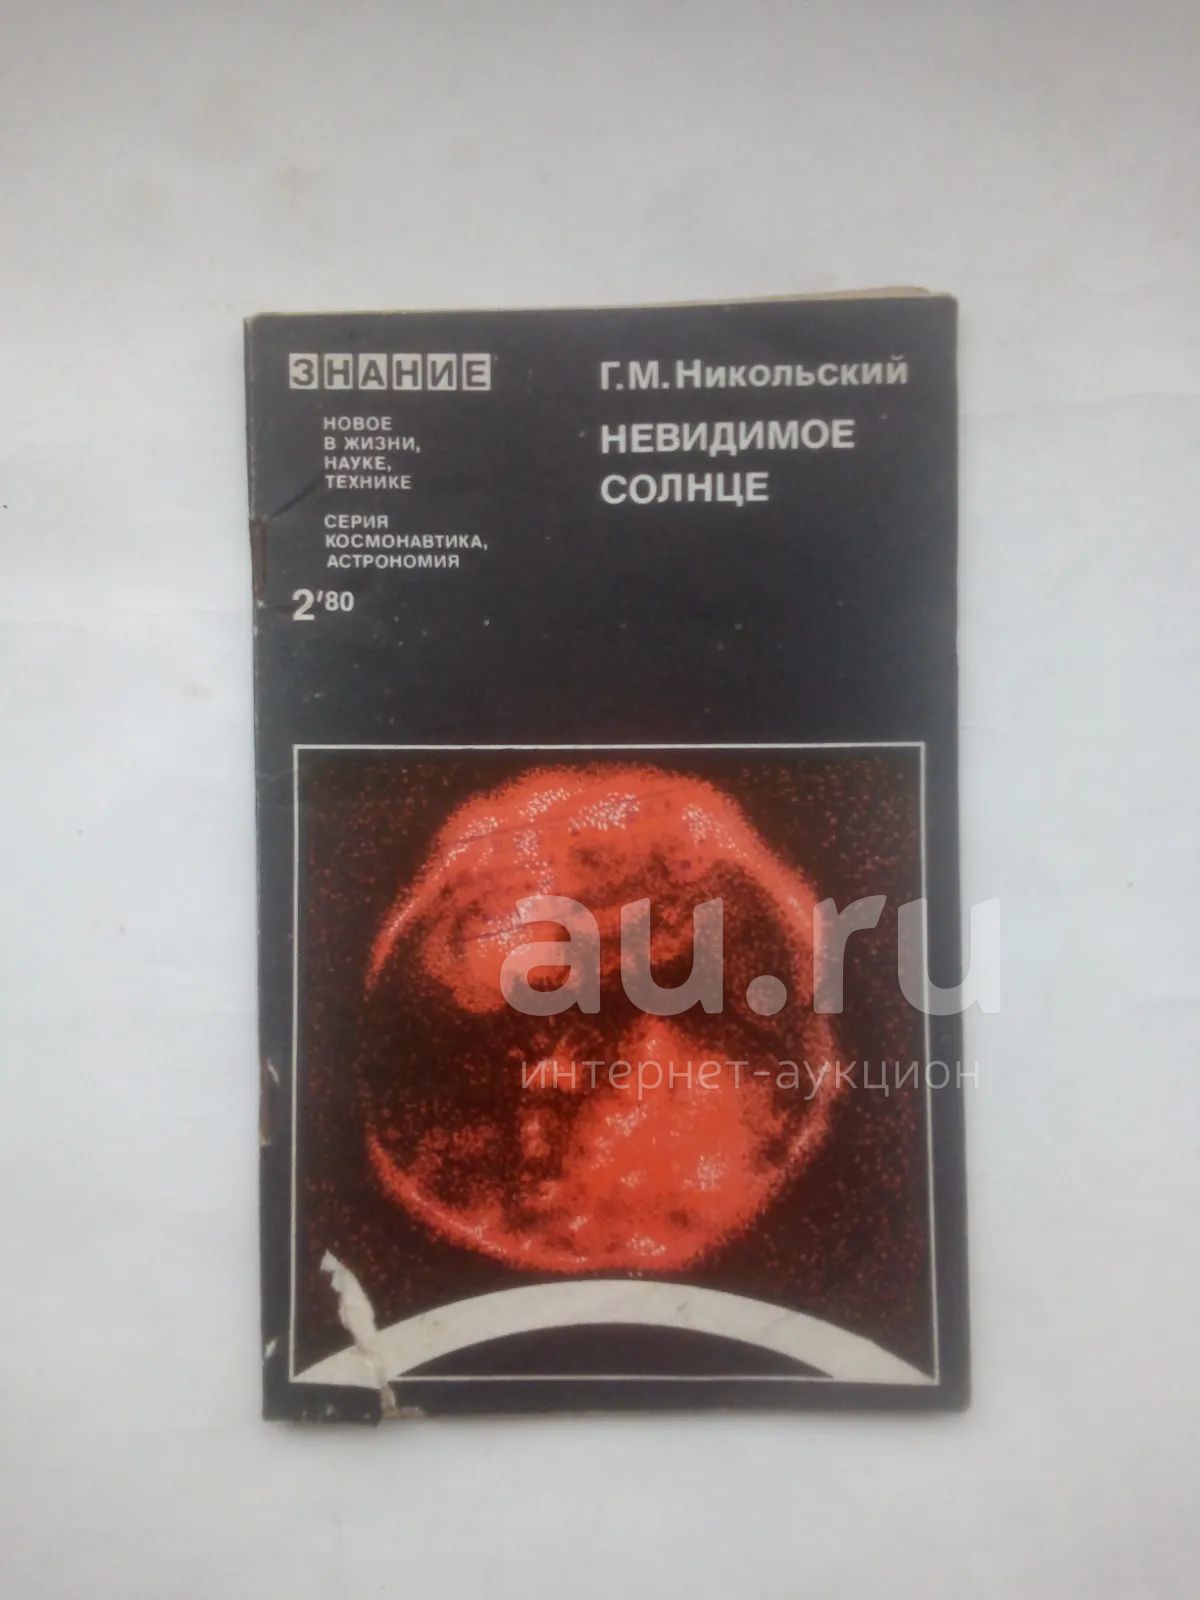 ЗНАНИЕ
НОВОЕ
В ЖИЗНИ,
НАУКЕ,
ТЕХНИКЕ
СЕРИЯ
КОСМОНАВТИКА,
АСТРОНОМИЯ
2'80
Г.М.Никольский
НЕВИДИМОЕ
СОЛНЦЕ
au.ru
интернет-аукцион